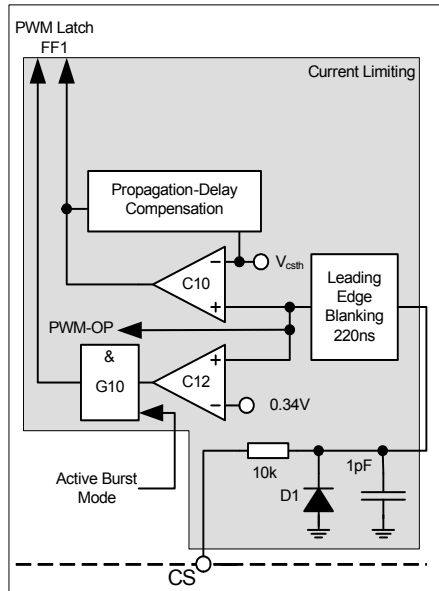 PWM Latch
FF1
Current Limiting
Propagation-Delay
Compensation
Vcsth
C10
Leading
Edge
Blanking
220ns
PWM-OP
&
G10
C12
0.34V
Active Burst
Mode
10k
1pF
D1
CS